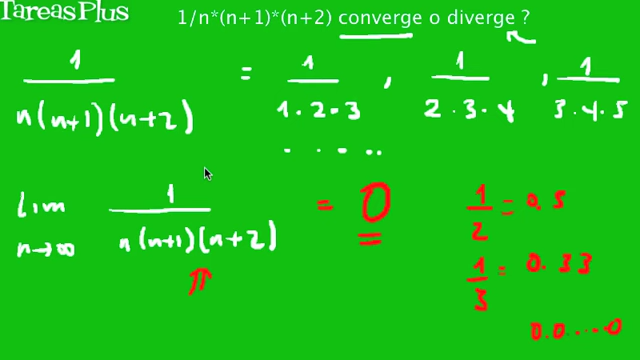 TareasPlus
1/n*(n+1)*(n+2) converge o diverge ?
1 / n(n+1)(n+2) = 1 / 1·2·3 , 1 / 2·3·4 , 1 / 3·4·5
. . . . .
lim n→∞ 1 / n(n+1)(n+2) = 0
1/2 = 0.5
1/3 = 0.33
0.0....0